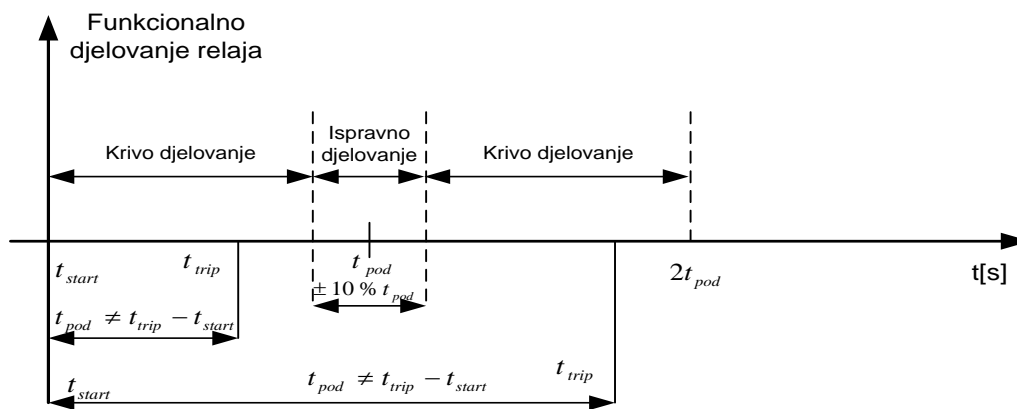 Funkcionalno
djelovanje relaja
Krivo djelovanje
Ispravno
djelovanje
Krivo djelovanje
t_start
t_trip
t_pod
2t_pod
t[s]
± 10 % t_pod
t_pod ≠ t_trip − t_start
t_start
t_pod ≠ t_trip − t_start
t_trip